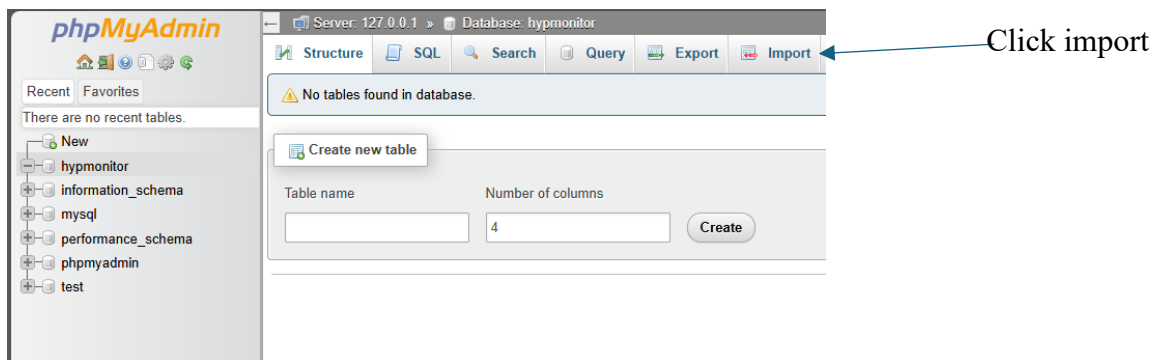 phpMyAdmin
Recent Favorites
There are no recent tables.
New
hypmonitor
information_schema
mysql
performance_schema
phpmyadmin
test
Server: 127.0.0.1 » Database: hypmonitor
Structure SQL Search Query Export Import
No tables found in database.
Create new table
Table name Number of columns
4 Create
Click import